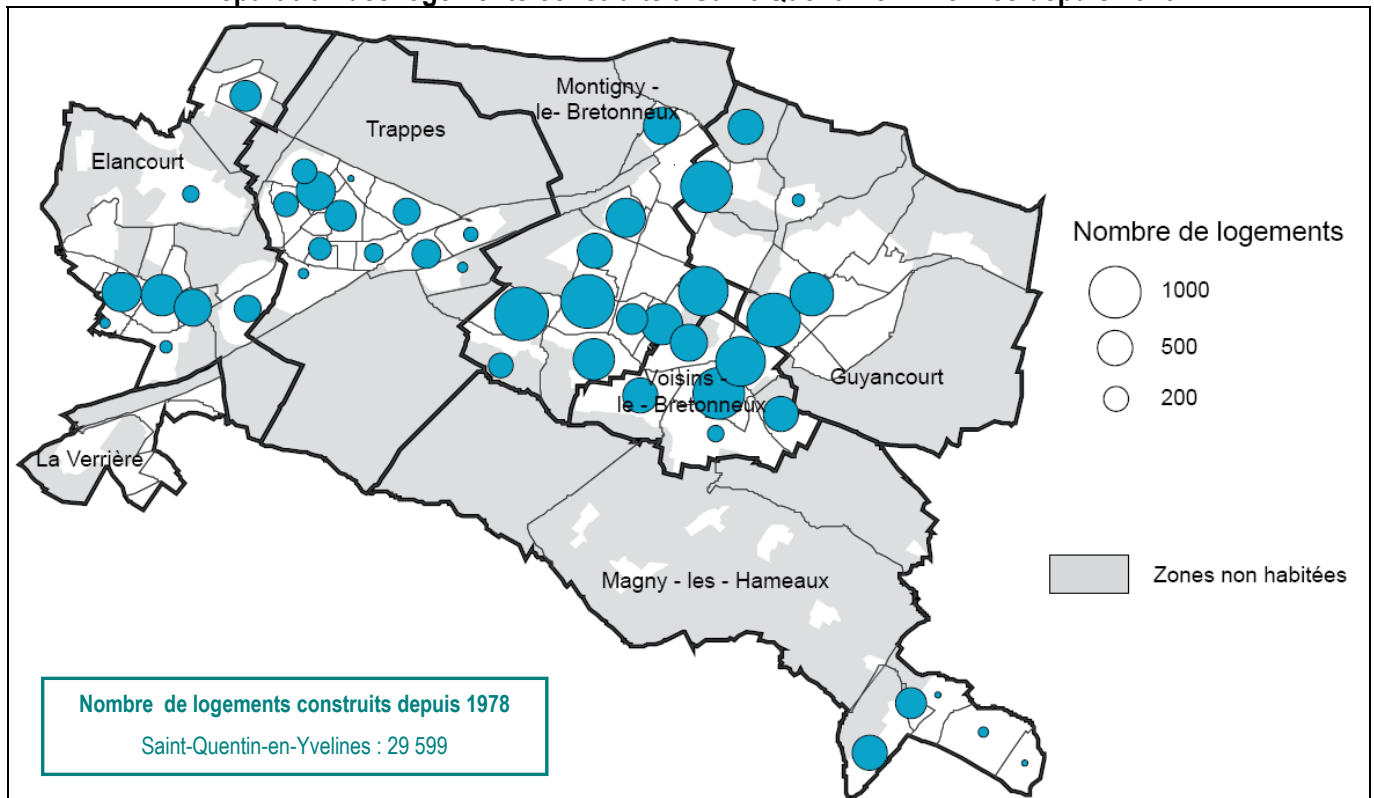 Montigny -
le- Bretonneux
Trappes
Elancourt
Nombre de logements
1000
500
200
Voisins -
le - Bretonneux
Guyancourt
La Verrière
Zones non habitées
Magny - les - Hameaux
Nombre de logements construits depuis 1978
Saint-Quentin-en-Yvelines : 29 599